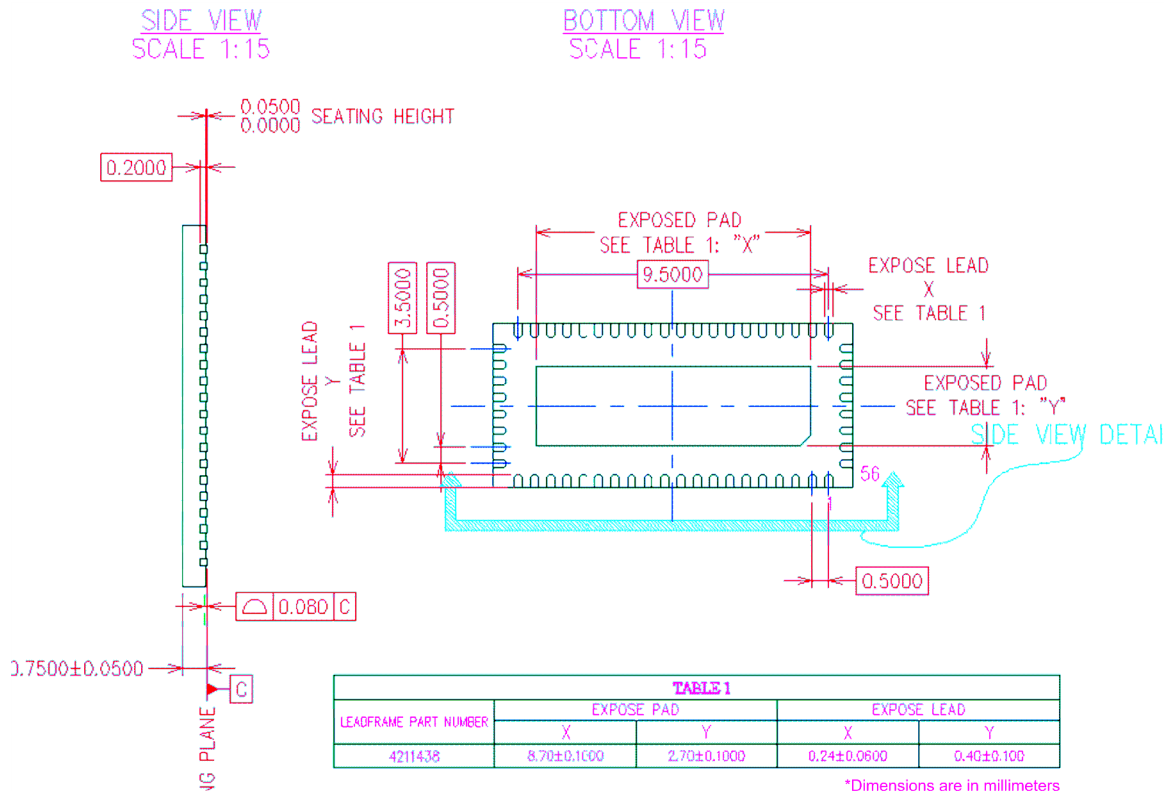 SIDE VIEW
SCALE 1:15
BOTTOM VIEW
SCALE 1:15
0.0500
0.0000
SEATING HEIGHT
0.2000
EXPOSED PAD
SEE TABLE 1: "X"
9.5000
EXPOSE LEAD
X
SEE TABLE 1
3.5000
0.5000
EXPOSE LEAD
Y
SEE TABLE 1
EXPOSED PAD
SEE TABLE 1: "Y"
SIDE VIEW DETAI
56
1
0.5000
0.080 C
.7500±0.0500
C
NG PLANE
TABLE 1
LEADFRAME PART NUMBER EXPOSE PAD EXPOSE LEAD
X Y X Y
4211438 8.70±0.1000 2.70±0.1000 0.24±0.0600 0.40±0.100
*Dimensions are in millimeters